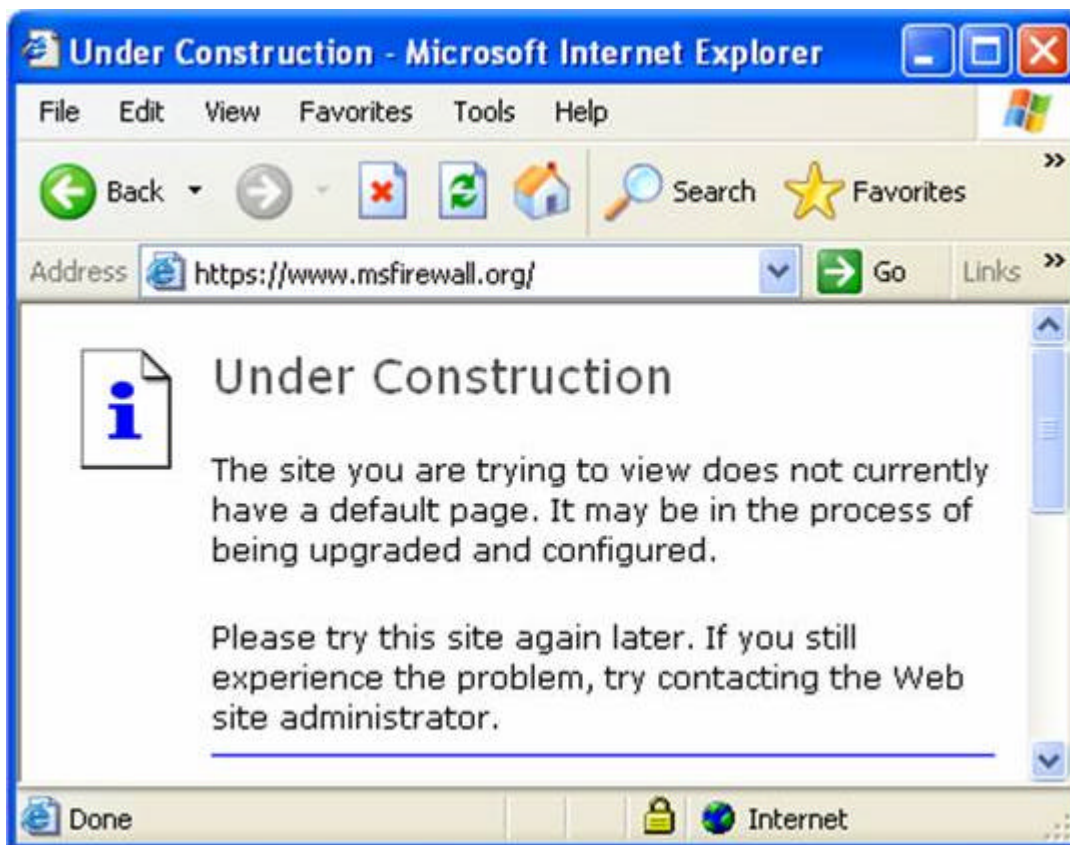 Under Construction - Microsoft Internet Explorer
File Edit View Favorites Tools Help
Back Search Favorites »
Address https://www.msfirewall.org/ Go Links »
Under Construction
The site you are trying to view does not currently
have a default page. It may be in the process of
being upgraded and configured.
Please try this site again later. If you still
experience the problem, try contacting the Web
site administrator.
Done Internet